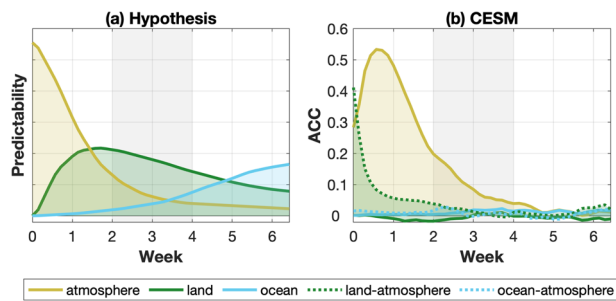 (a) Hypothesis
(b) CESM
Predictability
0 1 2 3 4 5 6
Week
ACC
0.6
0.5
0.4
0.3
0.2
0.1
0
0 1 2 3 4 5 6
Week
atmosphere land ocean land-atmosphere ocean-atmosphere